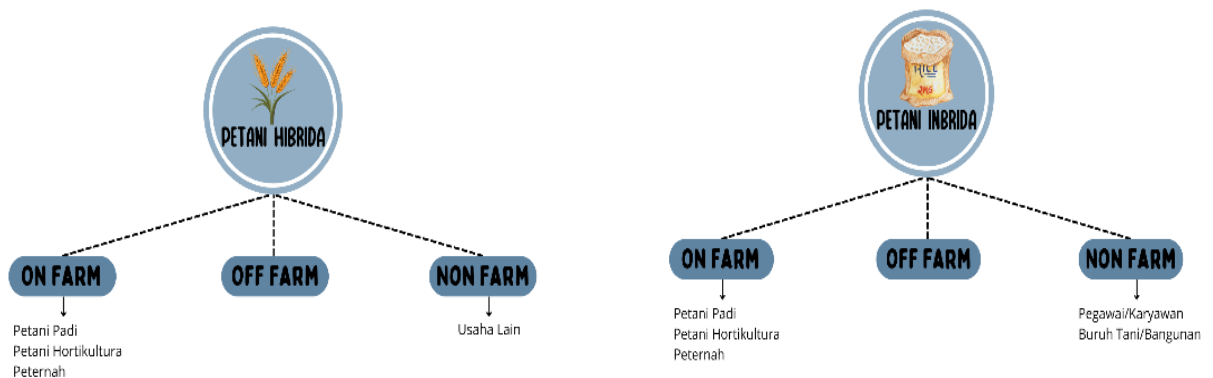 PETANI HIBRIDA
ON FARM
OFF FARM
NON FARM
Petani Padi
Petani Hortikultura
Peternah
Usaha Lain
RICE
PETANI INBRIDA
ON FARM
OFF FARM
NON FARM
Petani Padi
Petani Hortikultura
Peternah
Pegawai/Karyawan
Buruh Tani/Bangunan